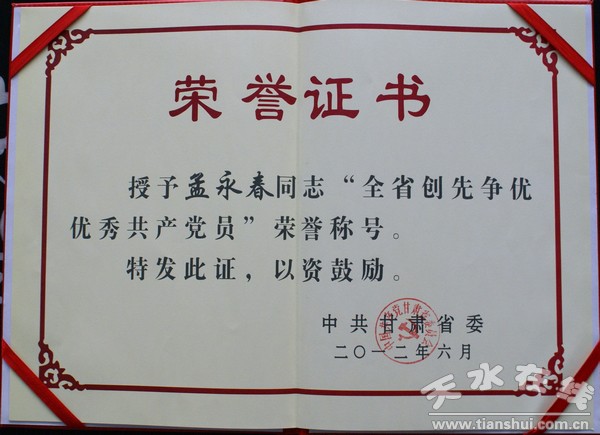 荣誉证书
授予孟永春同志“全省创先争优
优秀共产党员”荣誉称号。
特发此证，以资鼓励。
中共甘肃省委
二〇一二年六月
天水在线
www.tianshui.com.cn